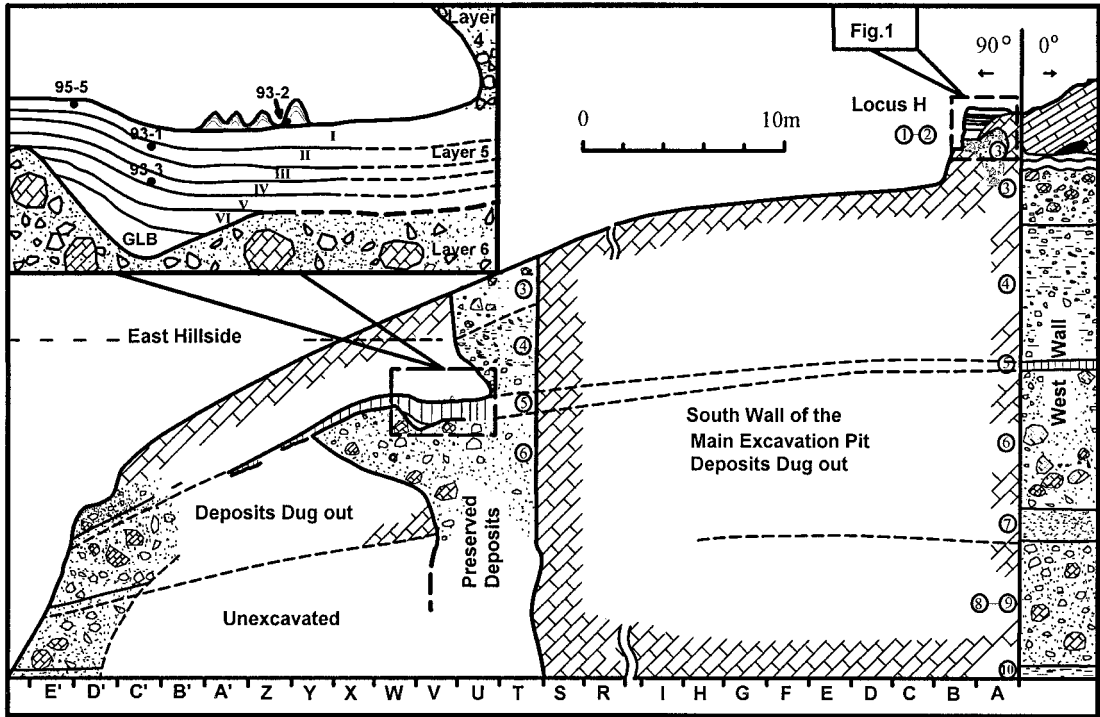 Layer
4
95-5
93-2
93-1
93-3
I
II
III
IV
V
VI
Layer 5
GLB
Layer 6
Fig.1
90° 0°
Locus H
① ②
0 10m
③
③
④
⑤
⑥
⑦
⑧ ⑨
⑩
West Wall
East Hillside
③
④
⑤
⑥
South Wall of the
Main Excavation Pit
Deposits Dug out
Deposits Dug out
Preserved
Deposits
Unexcavated
E' D' C' B' A' Z Y X W V U T S R I H G F E D C B A